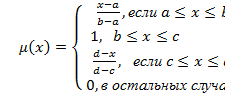 μ(x) = { (x-a)/(b-a), если a ≤ x ≤ b
1, b ≤ x ≤ c
(d-x)/(d-c), если c ≤ x ≤
0, в остальных